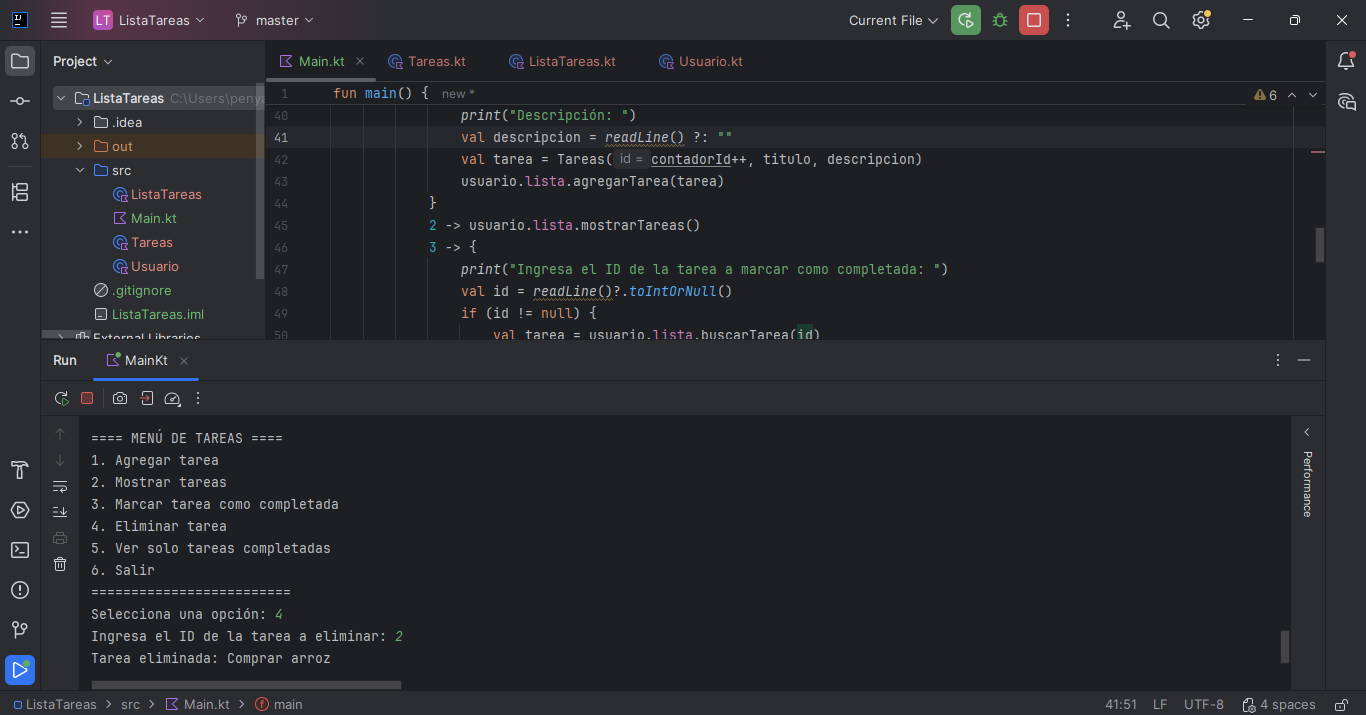 LT ListaTareas master Current File
Project
Main.kt Tareas.kt ListaTareas.kt Usuario.kt
ListaTareas C:\Users\penya
.idea
out
src
ListaTareas
Main.kt
Tareas
Usuario
.gitignore
ListaTareas.iml
External Libraries
1 fun main() { new *
6
40 print("Descripción: ")
41 val descripcion = readLine() ?: ""
42 val tarea = Tareas( id = contadorId++, titulo, descripcion)
43 usuario.lista.agregarTarea(tarea)
44 }
45 2 -> usuario.lista.mostrarTareas()
46 3 -> {
47 print("Ingresa el ID de la tarea a marcar como completada: ")
48 val id = readLine()?.toIntOrNull()
49 if (id != null) {
50 val tarea = usuario.lista.buscarTarea(id)
Run MainKt
==== MENÚ DE TAREAS ====
1. Agregar tarea
2. Mostrar tareas
3. Marcar tarea como completada
4. Eliminar tarea
5. Ver solo tareas completadas
6. Salir
=========================
Selecciona una opción: 4
Ingresa el ID de la tarea a eliminar: 2
Tarea eliminada: Comprar arroz
Performance
ListaTareas > src > Main.kt > main 41:51 LF UTF-8 4 spaces